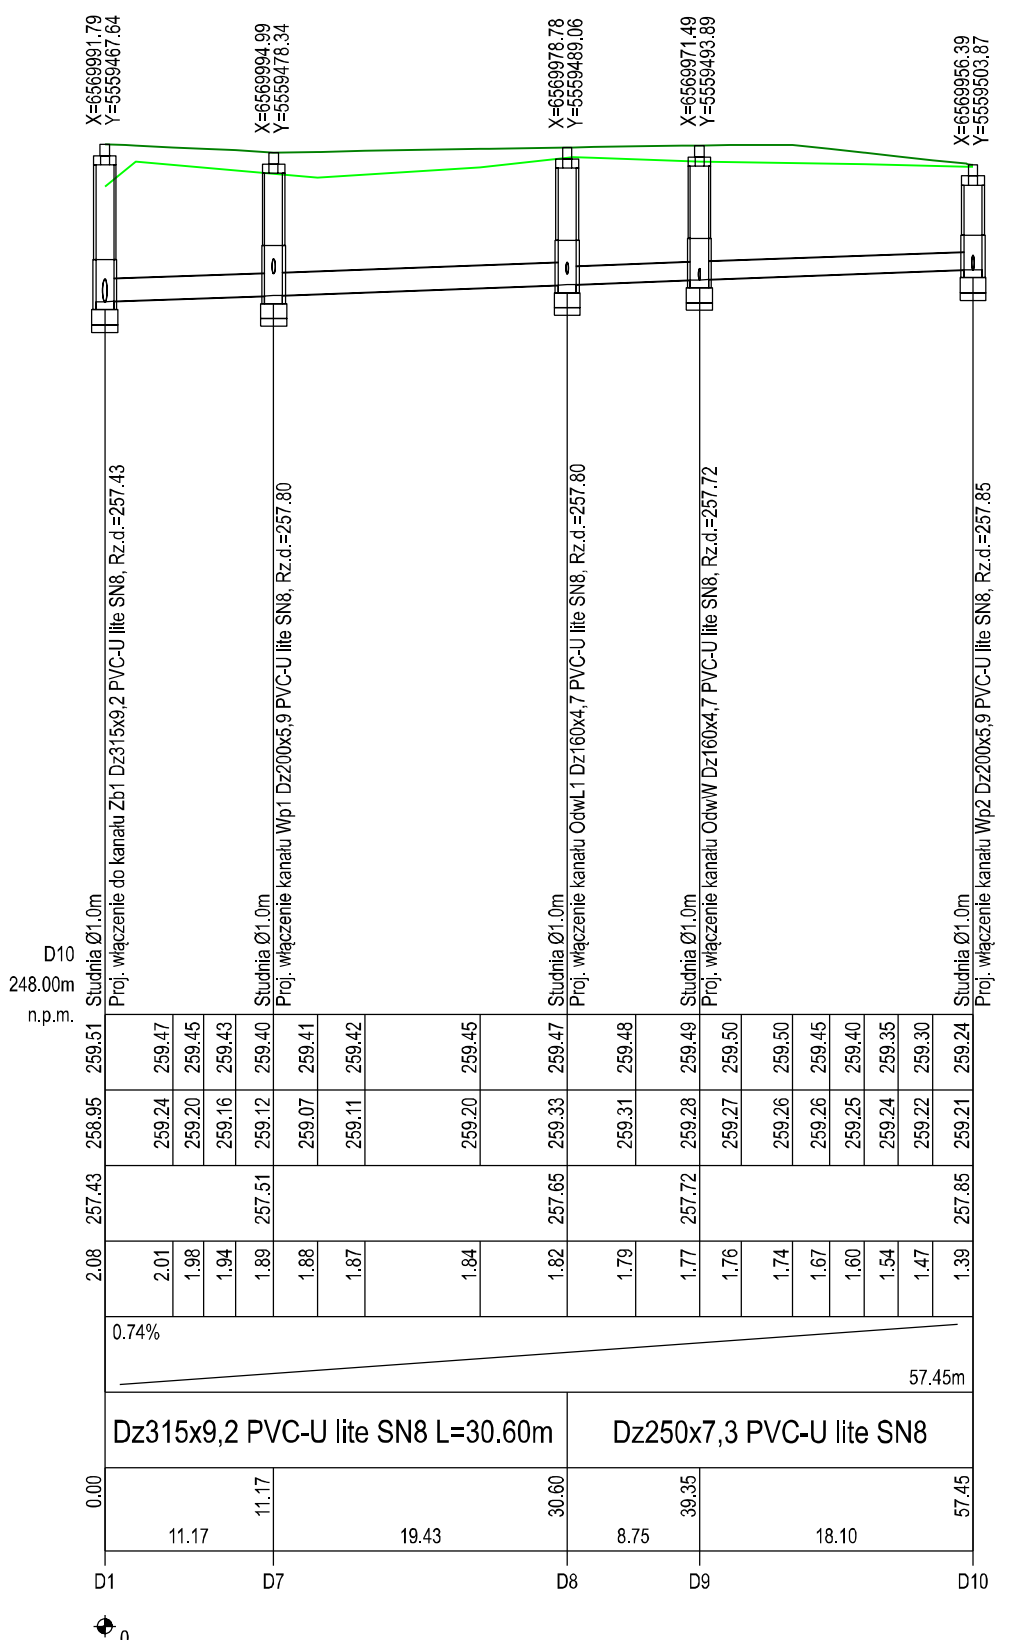 X=6569991.79
Y=5559467.64
X=6569994.99
Y=5559478.34
X=6569978.78
Y=5559489.06
X=6569971.49
Y=5559493.89
X=6569956.39
Y=5559503.87
Studnia Ø1.0m
Proj. włączenie do kanału Zb1 Dz315x9,2 PVC-U lite SN8, Rz.d.=257.43
Studnia Ø1.0m
Proj. włączenie kanału Wp1 Dz200x5,9 PVC-U lite SN8, Rz.d.=257.80
Studnia Ø1.0m
Proj. włączenie kanału OdwL1 Dz160x4,7 PVC-U lite SN8, Rz.d.=257.80
Studnia Ø1.0m
Proj. włączenie kanału OdwW Dz160x4,7 PVC-U lite SN8, Rz.d.=257.72
Studnia Ø1.0m
Proj. włączenie kanału Wp2 Dz200x5,9 PVC-U lite SN8, Rz.d.=257.85
D10
248.00m
n.p.m.
259.51 259.47 259.45 259.43 259.40 259.41 259.42 259.45 259.47 259.48 259.49 259.50 259.50 259.45 259.40 259.35 259.30 259.24
258.95 259.24 259.20 259.16 259.12 259.07 259.11 259.20 259.33 259.31 259.28 259.27 259.26 259.26 259.25 259.24 259.22 259.21
257.43 257.51 257.65 257.72 257.85
2.08 2.01 1.98 1.94 1.89 1.88 1.87 1.84 1.82 1.79 1.77 1.76 1.74 1.67 1.60 1.54 1.47 1.39
0.74%
57.45m
Dz315x9,2 PVC-U lite SN8 L=30.60m Dz250x7,3 PVC-U lite SN8
0.00 11.17 30.60 39.35 57.45
11.17 19.43 8.75 18.10
D1 D7 D8 D9 D10
0